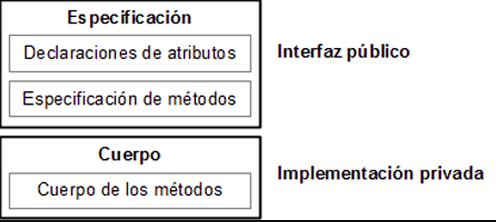 Especificación
Declaraciones de atributos
Interfaz público
Especificación de métodos
Cuerpo
Implementación privada
Cuerpo de los métodos